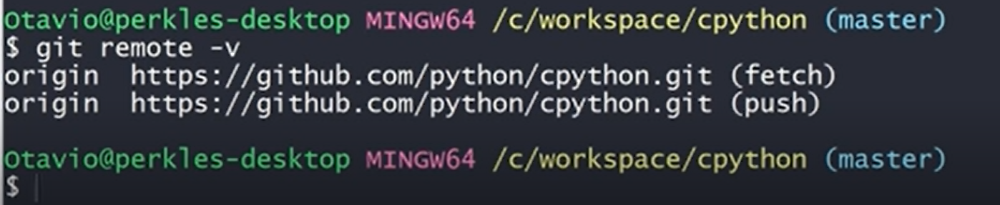 Otavio@perkles-desktop MINGW64 /c/workspace/cpython (master)
$ git remote -v
origin  https://github.com/python/cpython.git (fetch)
origin  https://github.com/python/cpython.git (push)
Otavio@perkles-desktop MINGW64 /c/workspace/cpython (master)
$